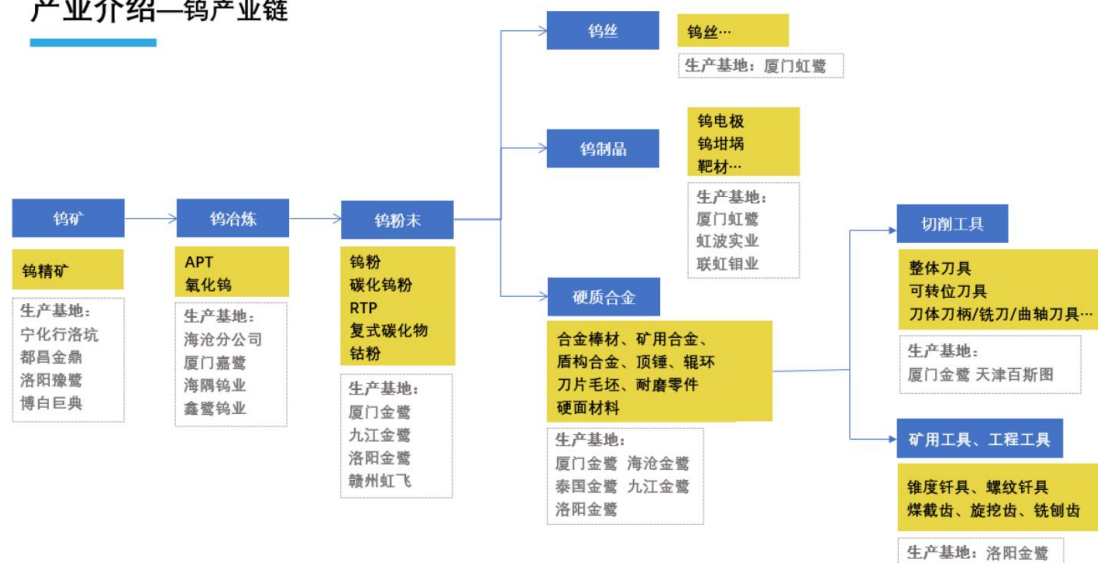 产业介绍—钨产业链
钨矿
钨精矿
生产基地：
宁化行洛坑
都昌金鼎
洛阳豫鹭
博白巨典
钨冶炼
APT
氧化钨
生产基地：
海沧分公司
厦门嘉鹭
海隅钨业
鑫鹭钨业
钨粉末
钨粉
碳化钨粉
RTP
复式碳化物
钴粉
生产基地：
厦门金鹭
九江金鹭
洛阳金鹭
赣州虹飞
钨丝
钨丝…
生产基地：厦门虹鹭
钨制品
钨电极
钨坩埚
靶材…
生产基地：
厦门虹鹭
虹波实业
联虹钼业
硬质合金
合金棒材、矿用合金、
盾构合金、顶锤、辊环
刀片毛坯、耐磨零件
硬面材料
生产基地：
厦门金鹭 海沧金鹭
泰国金鹭 九江金鹭
洛阳金鹭
切削工具
整体刀具
可转位刀具
刀体刀柄/铣刀/曲轴刀具…
生产基地：
厦门金鹭 天津百斯图
矿用工具、工程工具
锥度钎具、螺纹钎具
煤截齿、旋挖齿、铣刨齿
生产基地：洛阳金鹭